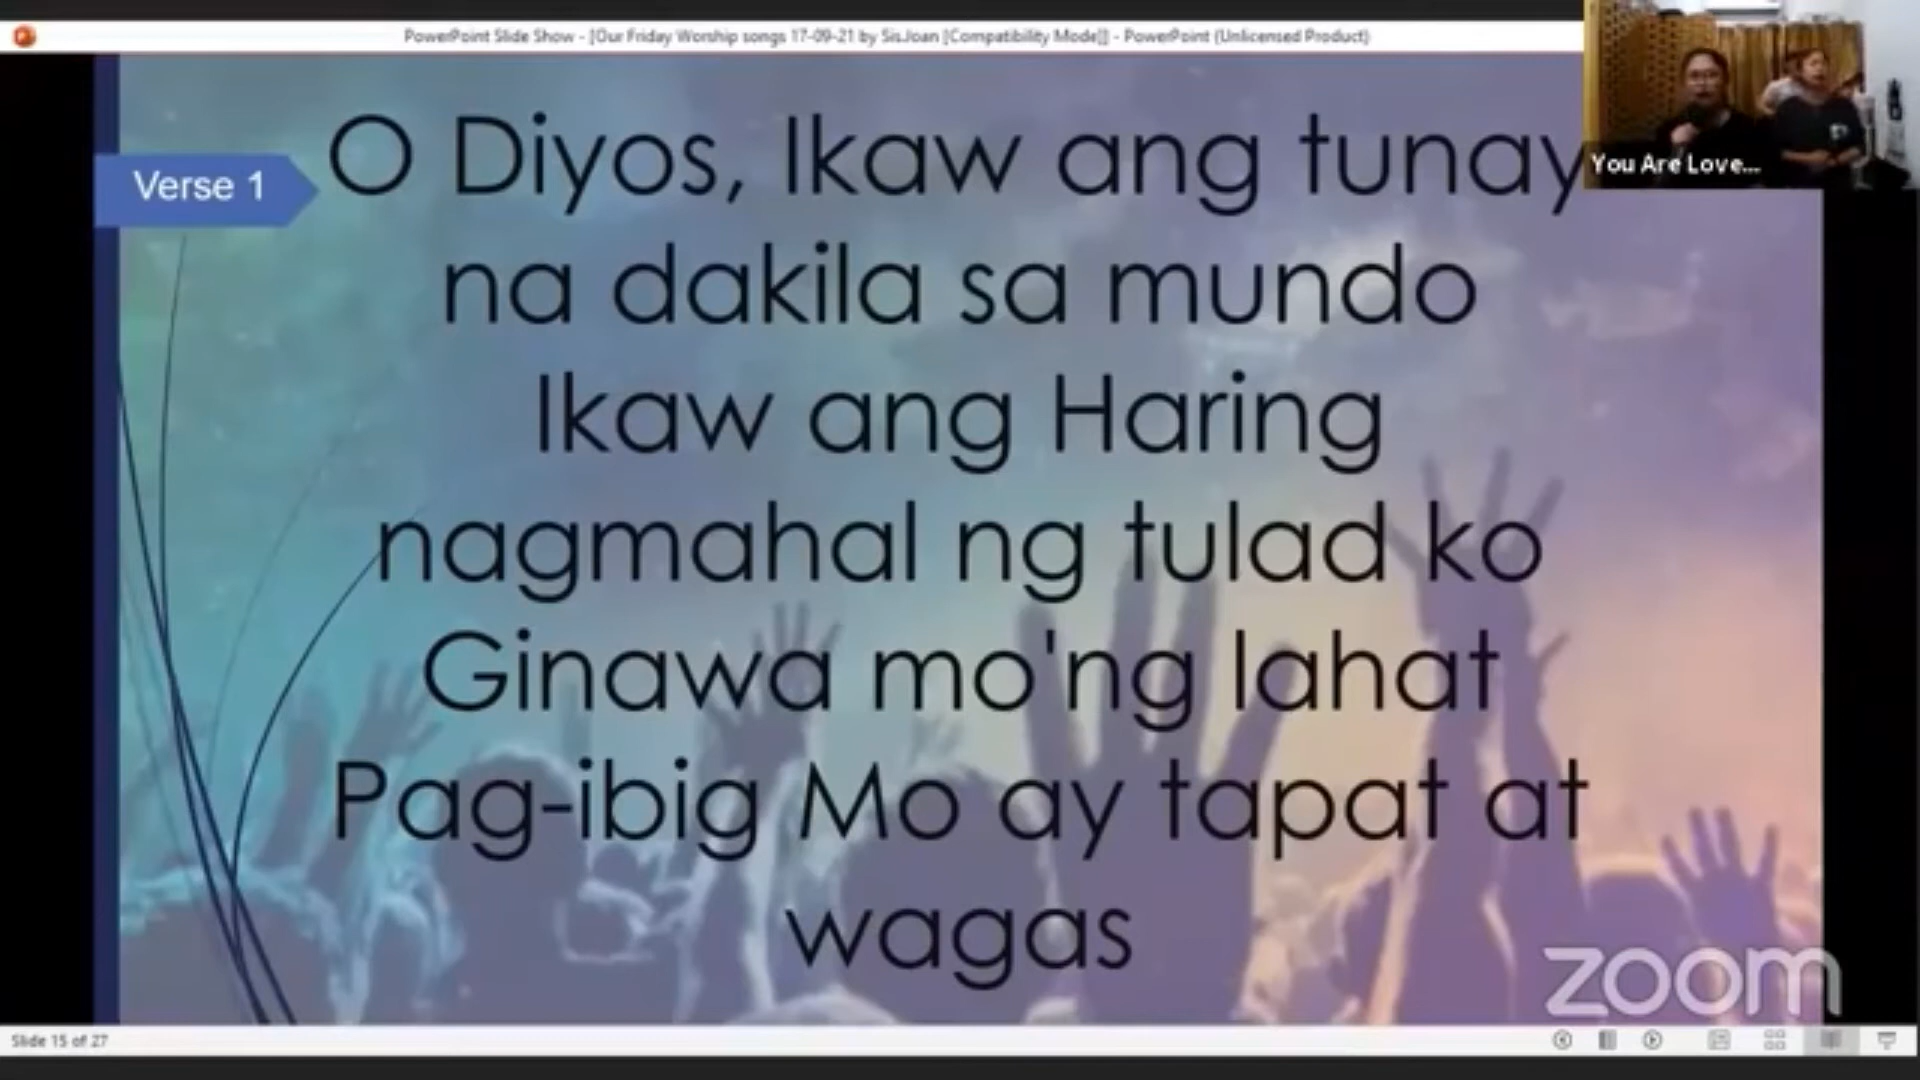 PowerPoint Slide Show - [Our Friday Worship songs 17-09-21 by SisJoan [Compatibility Mode]] - PowerPoint (Unlicensed Product)
You Are Love...
Verse 1
O Diyos, Ikaw ang tunay
na dakila sa mundo
Ikaw ang Haring
nagmahal ng tulad ko
Ginawa mo'ng lahat
Pag-ibig Mo ay tapat at
wagas
zoom
Slide 15 of 27